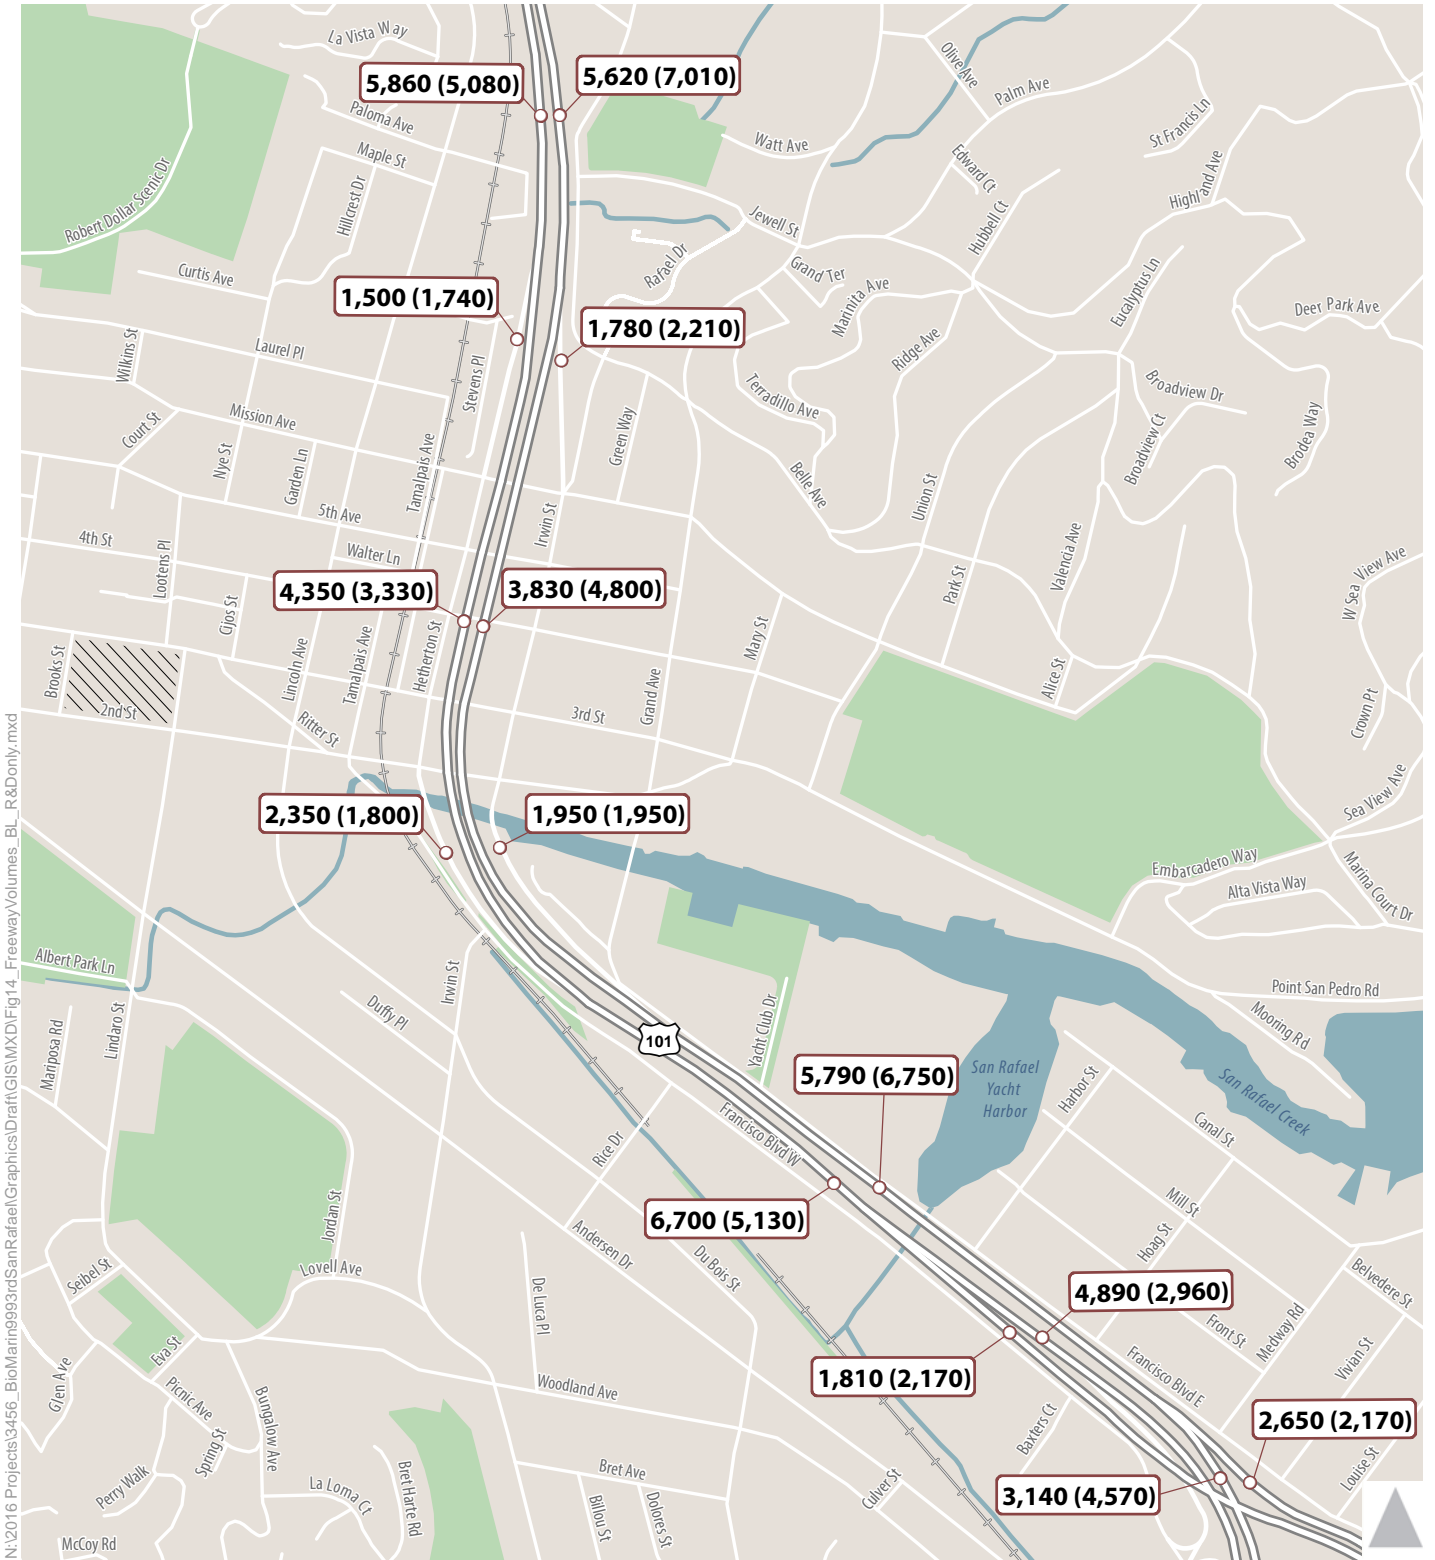 La Vista Way
5,860 (5,080)
5,620 (7,010)
Olive Ave
Palm Ave
Paloma Ave
Watt Ave
St Francis Ln
Maple St
Edward Ct
Highland Ave
Robert Dollar Scenic Dr
Hillcrest Dr
Jewell St
Hubbell Ct
Curtis Ave
Rafael Dr
Grand Ter
Marinita Ave
Eucalyptus Ln
1,500 (1,740)
Deer Park Ave
1,780 (2,210)
Wilkins St
Laurel Pl
Ridge Ave
Stevens Pl
Terradillo Ave
Broadview Dr
Mission Ave
Court St
Green Way
Broadview Ct
Brodea Way
Nye St
Garden Ln
Tamalpais Ave
Belle Ave
Union St
5th Ave
Irwin St
4th St
Walter Ln
Lootens Pl
Valencia Ave
W Sea View Ave
Park St
4,350 (3,330)
3,830 (4,800)
Cijos St
Mary St
Hetherton St
Brooks St
Lincoln Ave
Tamalpais Ave
Grand Ave
Alice St
2nd St
Ritter St
3rd St
Crown Pt
Sea View Ave
2,350 (1,800)
1,950 (1,950)
Embarcadero Way
Alta Vista Way
Marina Court Dr
Albert Park Ln
Irwin St
Point San Pedro Rd
Duffy Pl
Lindaro St
Mariposa Rd
Yacht Club Dr
Mooring Rd
101
5,790 (6,750)
San Rafael
Yacht
Harbor
Harbor St
San Rafael Creek
Francisco Blvd W
Canal St
Rice Dr
6,700 (5,130)
Mill St
Jordan St
Andersen Dr
Du Bois St
Hoag St
Seibel St
Lovell Ave
Belvedere St
De Luca Pl
4,890 (2,960)
Front St
Medway Rd
Eva St
Vivian St
1,810 (2,170)
Francisco Blvd E
Glen Ave
Picnic Ave
Woodland Ave
Bungalow Ave
2,650 (2,170)
Baxters Ct
Spring St
Bret Ave
Louise St
Perry Walk
La Loma Ct
Bret Harte Rd
Culver St
3,140 (4,570)
Billou St
Dolores St
McCoy Rd
N:\2016 Projects\3456_BioMarin9993rdSanRafael\Graphics\Draft\GIS\MXD\Fig14_FreewayVolumes_BL_R&Donly.mxd